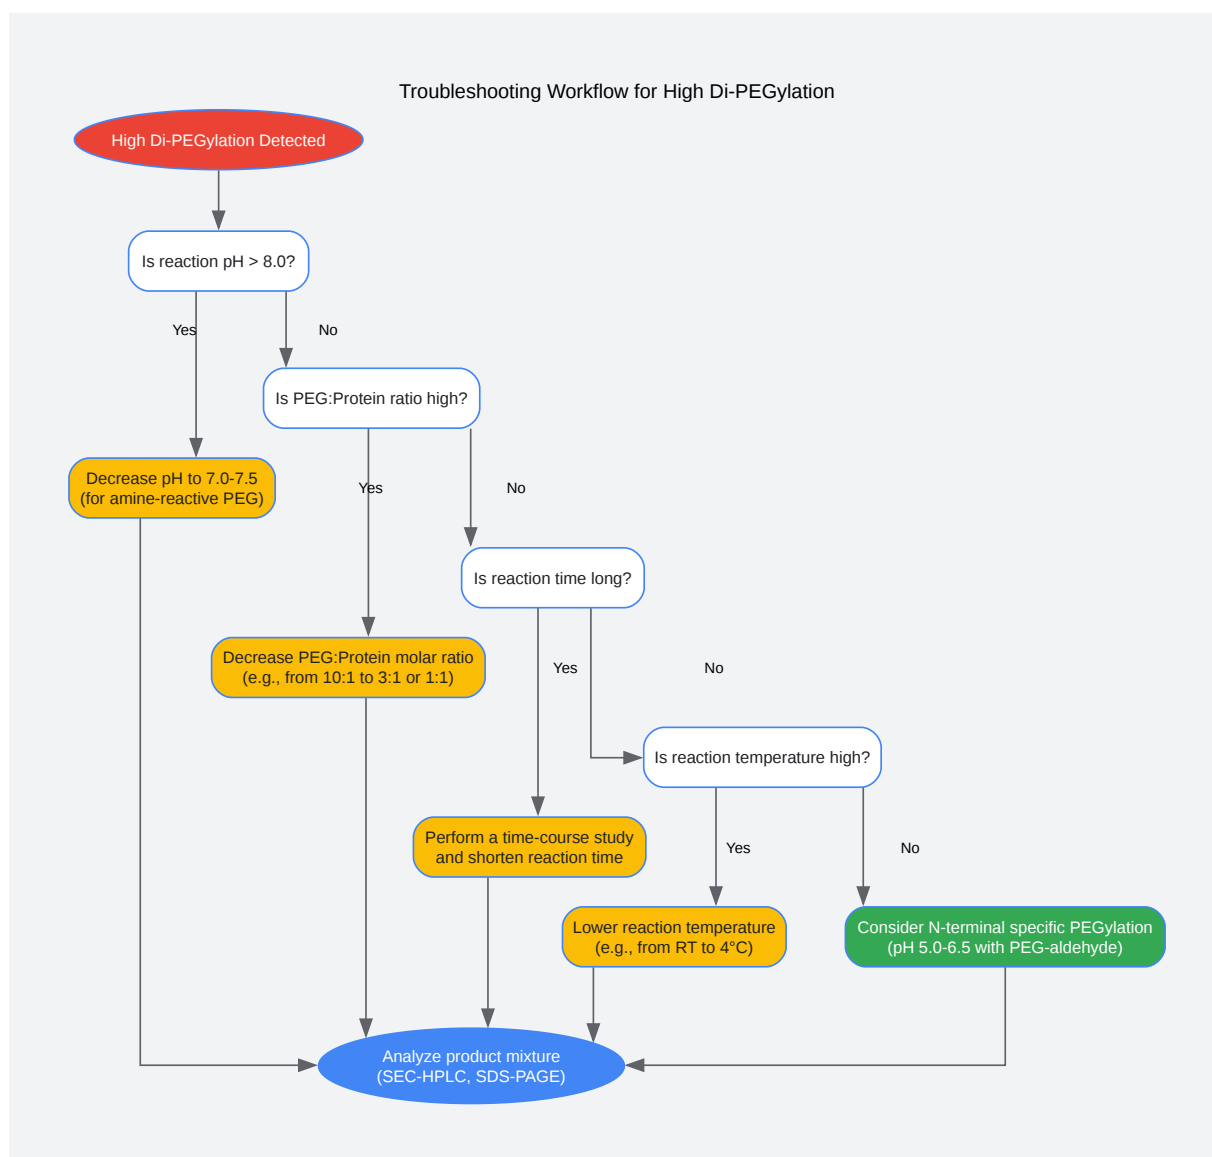 Troubleshooting Workflow for High Di-PEGylation
High Di-PEGylation Detected
Is reaction pH > 8.0?
Yes
No
Is PEG:Protein ratio high?
Decrease pH to 7.0-7.5
(for amine-reactive PEG)
Yes
No
Is reaction time long?
Decrease PEG:Protein molar ratio
(e.g., from 10:1 to 3:1 or 1:1)
Yes
No
Is reaction temperature high?
Perform a time-course study
and shorten reaction time
Yes
No
Lower reaction temperature
(e.g., from RT to 4°C)
Consider N-terminal specific PEGylation
(pH 5.0-6.5 with PEG-aldehyde)
Analyze product mixture
(SEC-HPLC, SDS-PAGE)